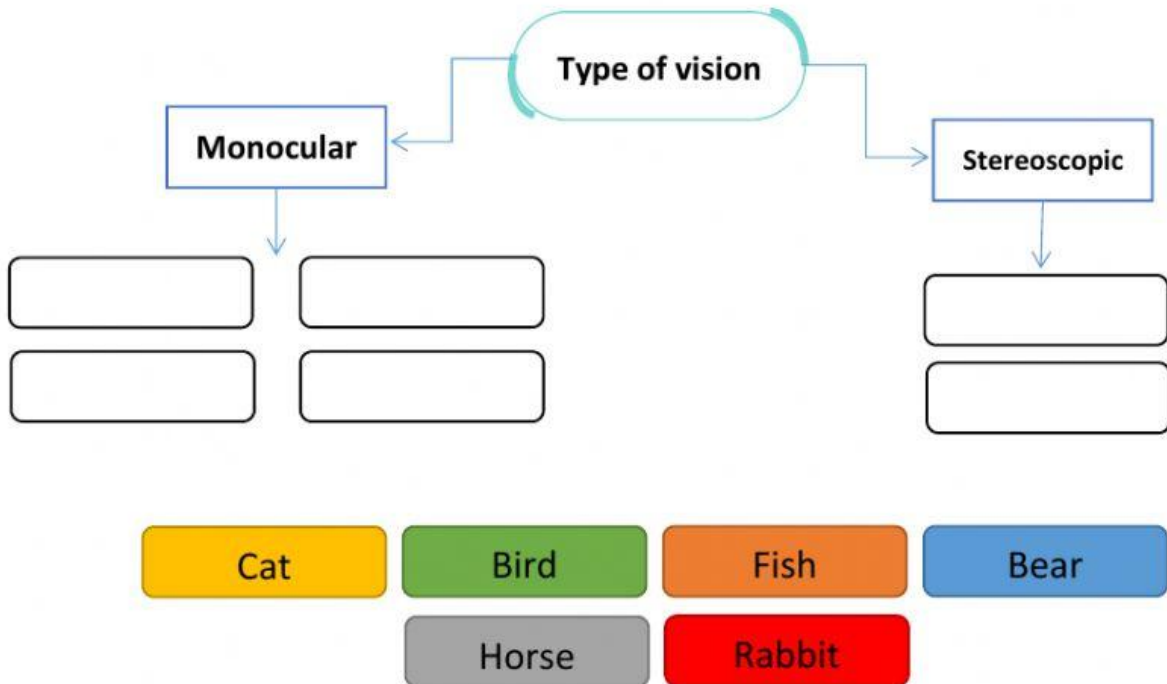 Type of vision
Monocular
Stereoscopic
Cat
Bird
Fish
Bear
Horse
Rabbit